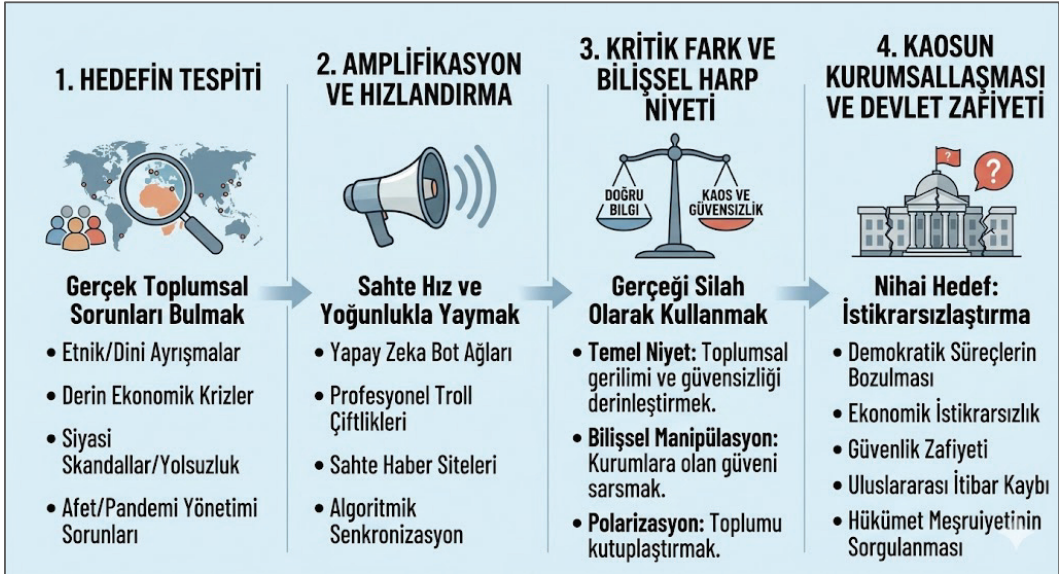 1. HEDEFİN TESPİTİ
Gerçek Toplumsal
Sorunları Bulmak
• Etnik/Dini Ayrışmalar
• Derin Ekonomik Krizler
• Siyasi
Skandallar/Yolsuzluk
• Afet/Pandemi Yönetimi
Sorunları
2. AMPLİFİKASYON
VE HIZLANDIRMA
Sahte Hız ve
Yoğunlukla Yaymak
• Yapay Zeka Bot Ağları
• Profesyonel Troll
Çiftlikleri
• Sahte Haber Siteleri
• Algoritmik
Senkronizasyon
3. KRİTİK FARK VE
BİLİŞSEL HARP
NİYETİ
DOĞRU
BILGI
KAOS VE
GÜVENSIZLIK
Gerçeği Silah
Olarak Kullanmak
• Temel Niyet: Toplumsal
gerilimi ve güvensizliği
derinleştirmek.
• Bilişsel Manipülasyon:
Kurumlara olan güveni
sarsmak.
• Polarizasyon: Toplumu
kutuplaştırmak.
4. KAOSUN
KURUMSALLAŞMASI
VE DEVLET ZAFİYETİ
?
?
Nihai Hedef:
İstikrarsızlaştırma
• Demokratik Süreçlerin
Bozulması
• Ekonomik İstikrarsızlık
• Güvenlik Zafiyeti
• Uluslararası İtibar Kaybı
• Hükümet Meşruiyetinin
Sorgulanması